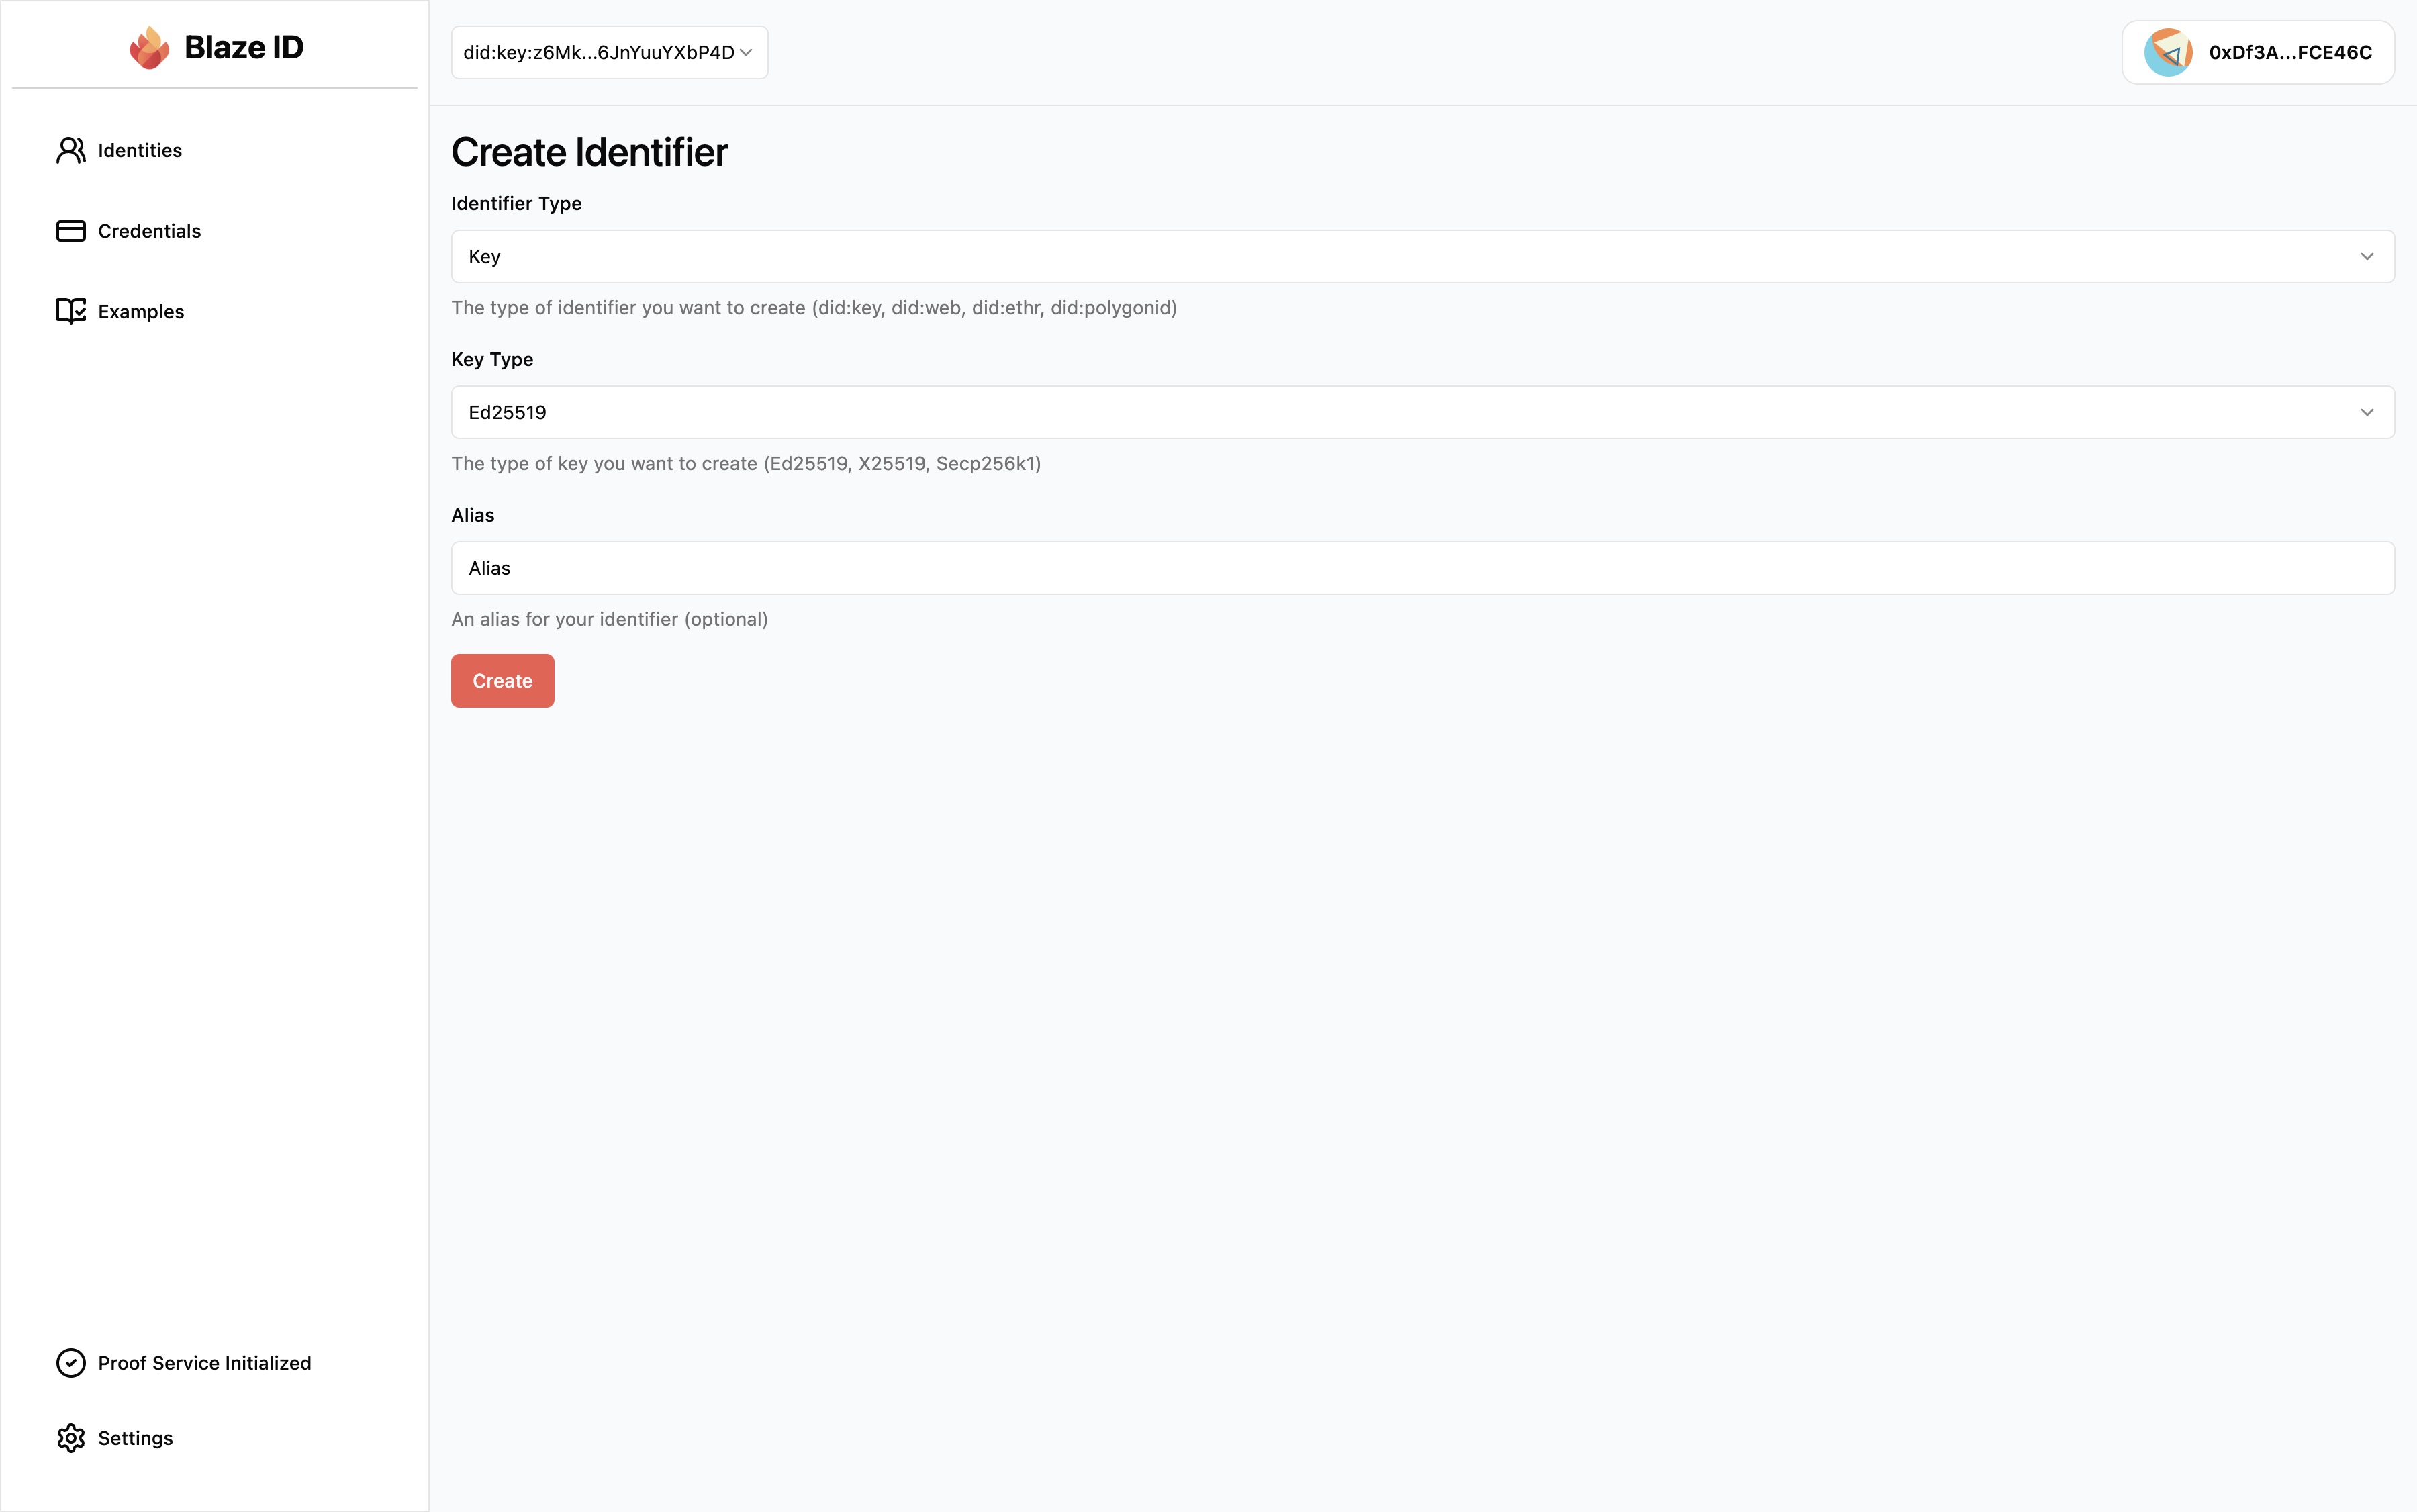 Blaze ID
Identities
Credentials
Examples
Proof Service Initialized
Settings
did:key:z6Mk...6JnYuuYXbP4D
0xDf3A...FCE46C
Create Identifier
Identifier Type
Key
The type of identifier you want to create (did:key, did:web, did:ethr, did:polygonid)
Key Type
Ed25519
The type of key you want to create (Ed25519, X25519, Secp256k1)
Alias
Alias
An alias for your identifier (optional)
Create